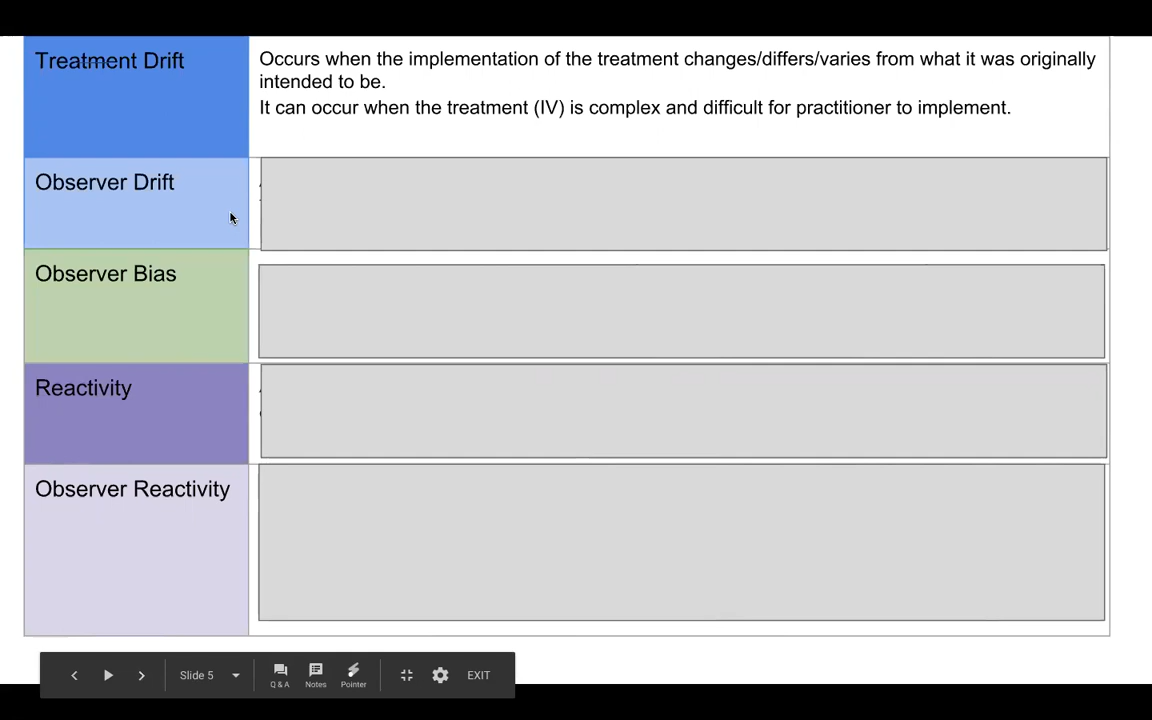 Treatment Drift
Occurs when the implementation of the treatment changes/differs/varies from what it was originally
intended to be.
It can occur when the treatment (IV) is complex and difficult for practitioner to implement.
Observer Drift
Observer Bias
Reactivity
Observer Reactivity
Slide 5
Q & A
Notes
Pointer
EXIT